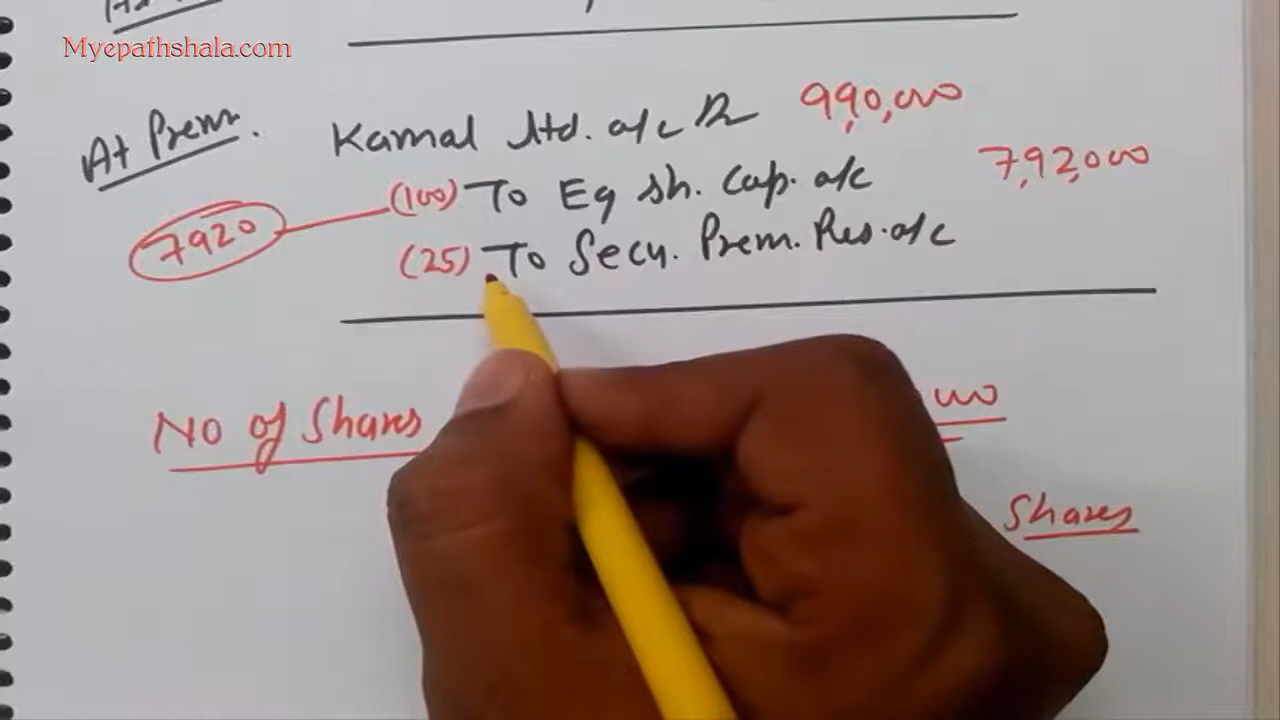 Myepathshala.com
At Prem. Kamal ltd. a/c Dr 990,000
7920 (100) To Eq sh. Cap. a/c 7,92,000
(25) To Secu. Prem. Res. a/c
No of Shares
Shares